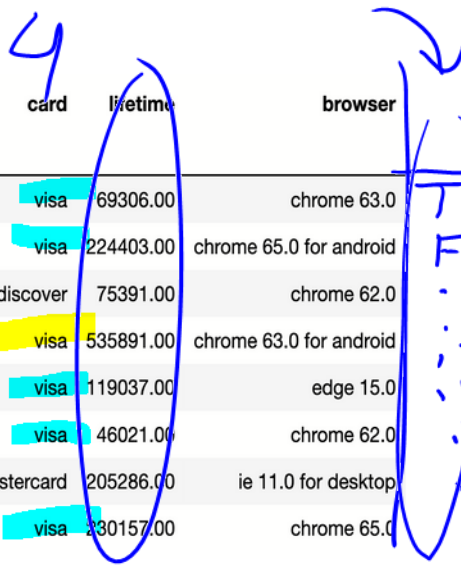 4
card lifetime browser
visa 69306.00 chrome 63.0
T
visa 224403.00 chrome 65.0 for android
F
discover 75391.00 chrome 62.0
visa 535891.00 chrome 63.0 for android
visa 119037.00 edge 15.0
visa 46021.00 chrome 62.0
stercard 205286.00 ie 11.0 for desktop
visa 230157.00 chrome 65.0